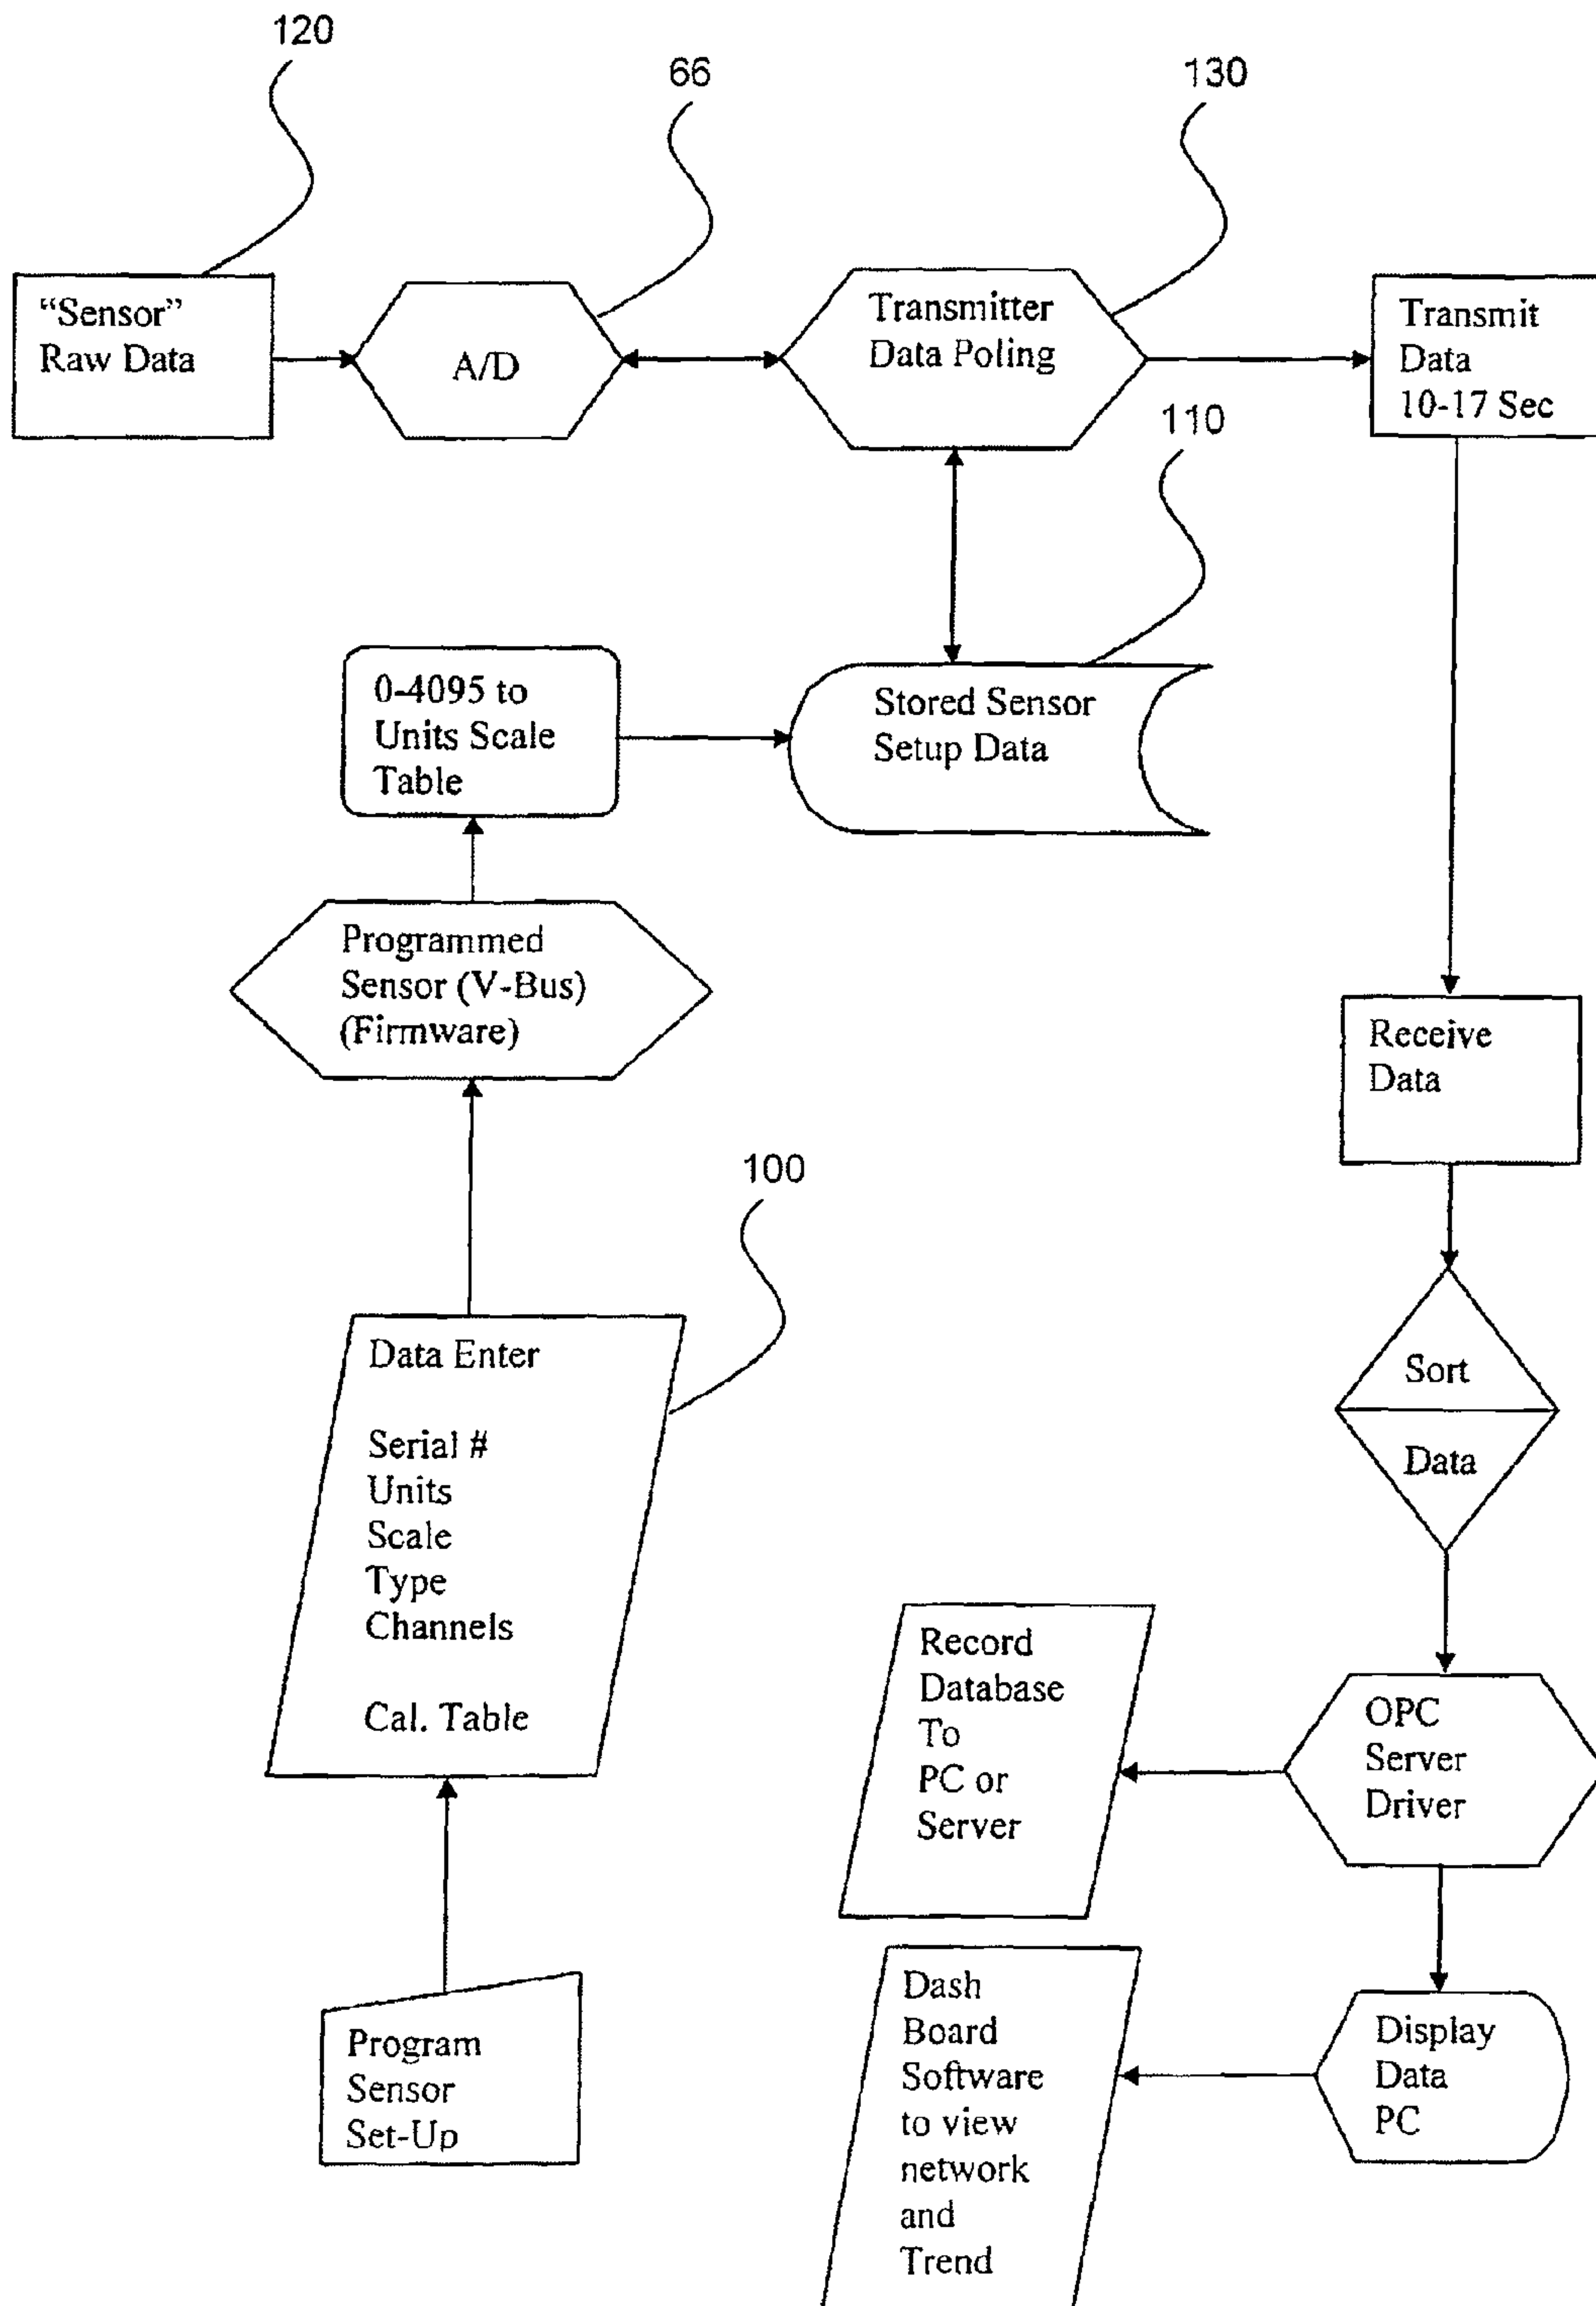 120
66
130
“Sensor”
Raw Data
A/D
Transmitter
Data Poling
Transmit
Data
10-17 Sec
110
0-4095 to
Units Scale
Table
Stored Sensor
Setup Data
Programmed
Sensor (V-Bus)
(Firmware)
Receive
Data
100
Data Enter
Serial #
Units
Scale
Type
Channels
Cal. Table
Sort
Data
Record
Database
To
PC or
Server
OPC
Server
Driver
Program
Sensor
Set-Up
Dash
Board
Software
to view
network
and
Trend
Display
Data
PC